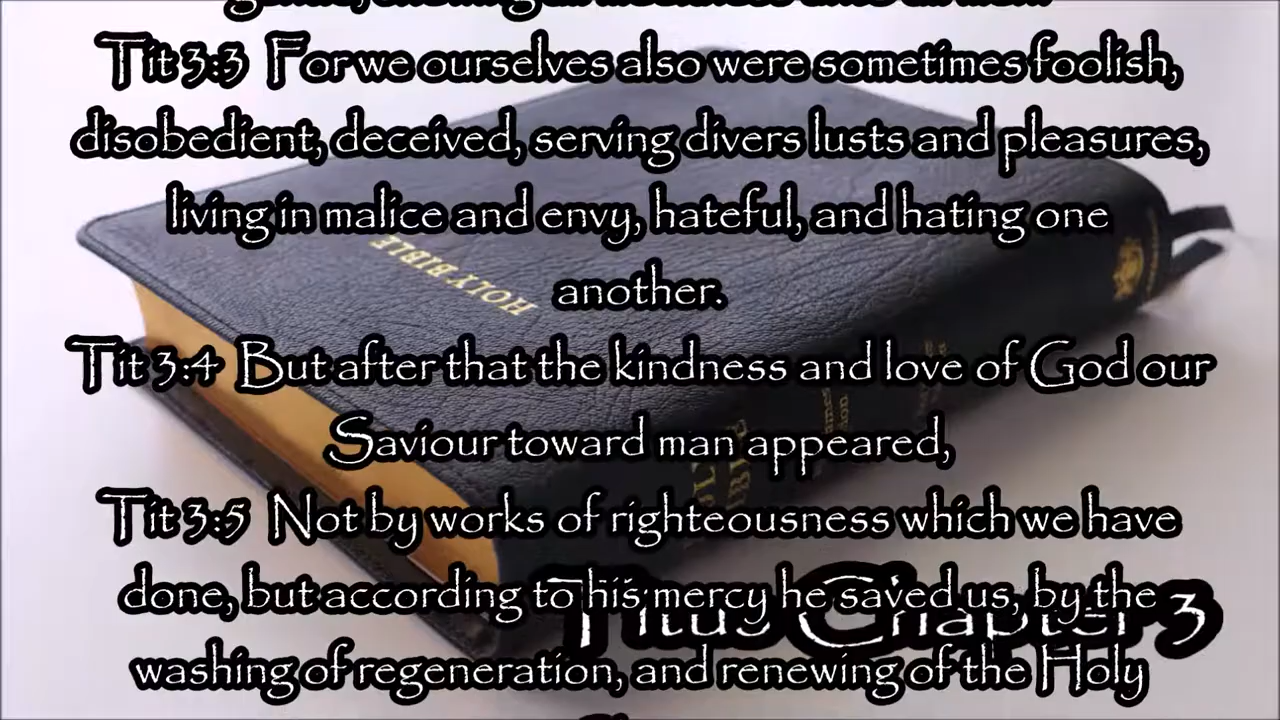 Tit 3:3 For we ourselves also were sometimes foolish,
disobedient, deceived, serving divers lusts and pleasures,
living in malice and envy, hateful, and hating one
another.
HOLY BIBLE
Tit 3:4 But after that the kindness and love of God our
Saviour toward man appeared,
Tit 3:5 Not by works of righteousness which we have
done, but according to his mercy he saved us, by the
Titus Chapter 3
washing of regeneration, and renewing of the Holy